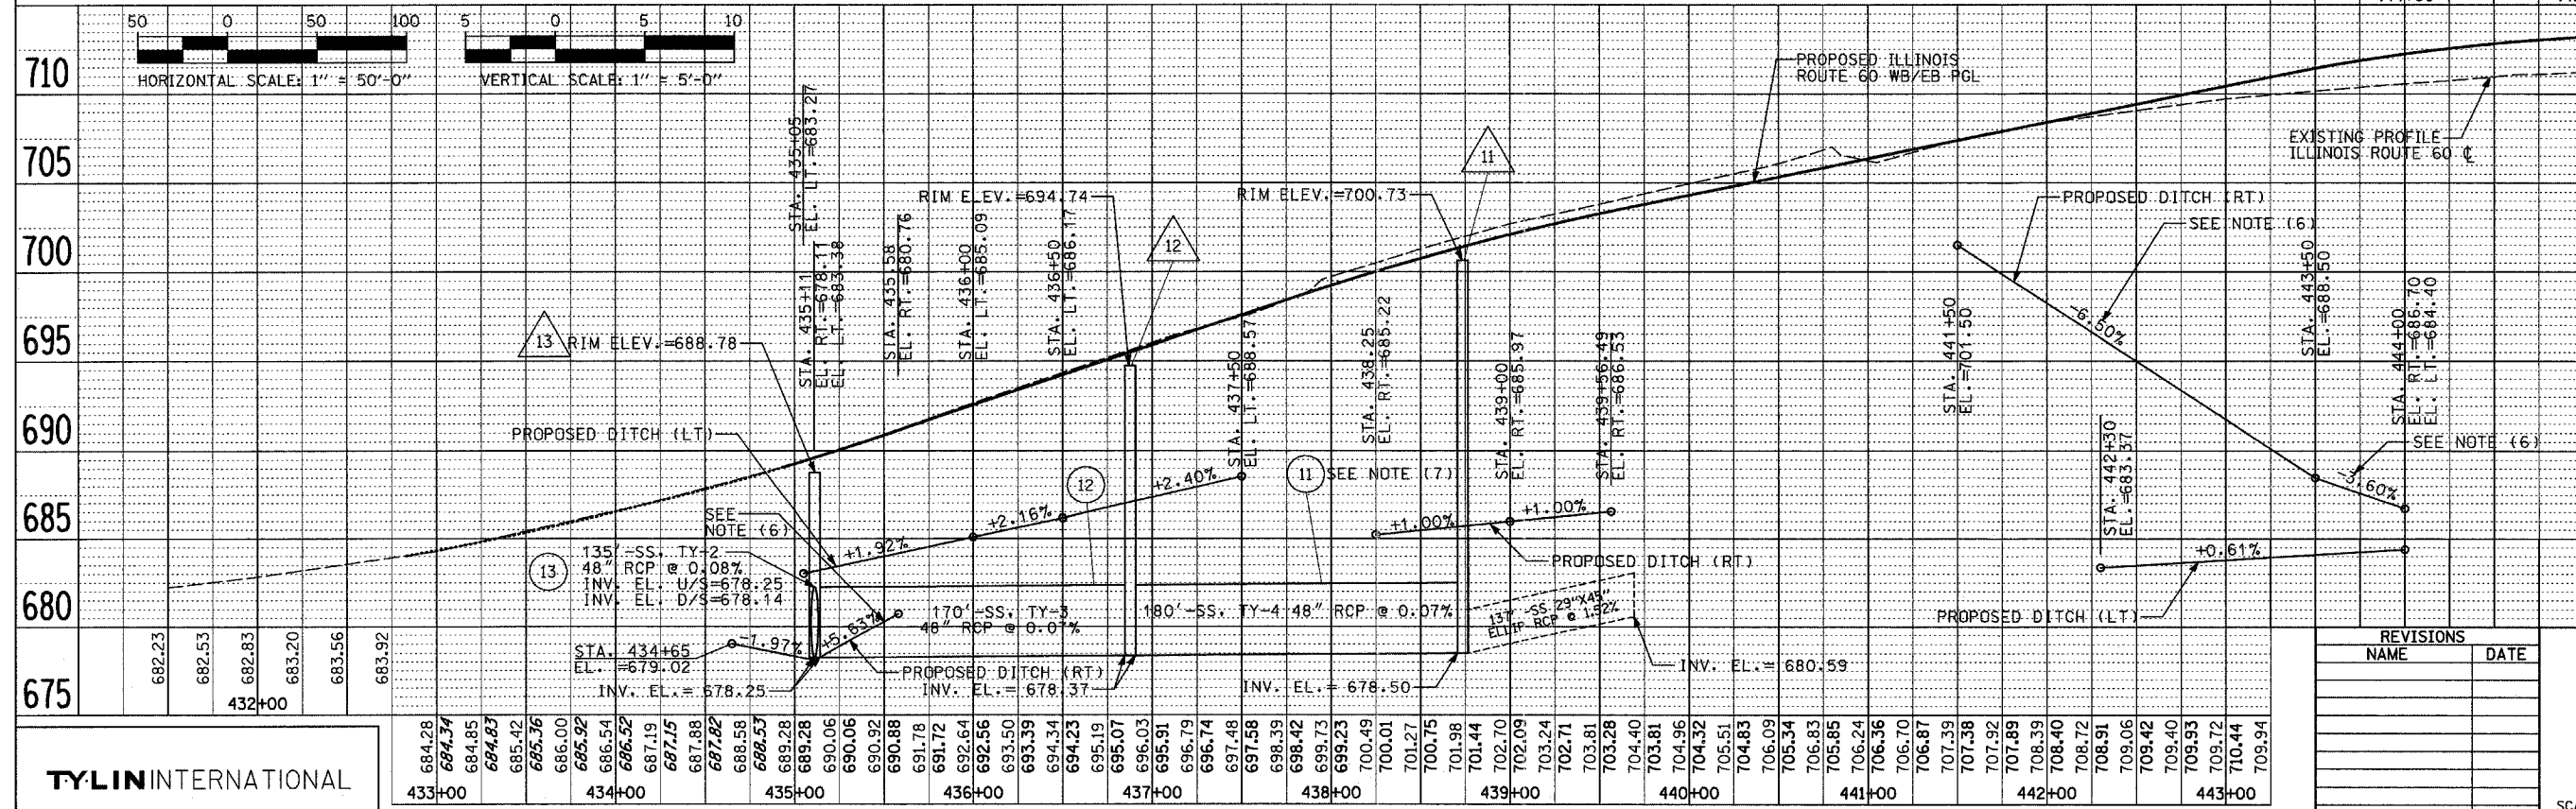 50 0 50 100
HORIZONTAL SCALE: 1" = 50'-0"
5 0 5 10
VERTICAL SCALE: 1" = 5'-0"
710
705
700
695
690
685
680
675
PROPOSED ILLINOIS
ROUTE 60 WB/EB PGL
EXISTING PROFILE
ILLINOIS ROUTE 60 ℄
STA. 435+05
EL. LT.=683.27
STA. 435+11
EL. RT.=678.11
EL. LT.=683.38
STA. 435.58
EL. RT.=680.76
STA. 436+00
EL. LT.=685.09
STA. 436+50
EL. LT.=686.17
RIM ELEV.=694.74
12
RIM ELEV.=700.73
11
13
RIM ELEV.=688.78
STA. 437+50
EL. LT.=688.57
STA. 438.25
EL. RT.=685.22
STA. 439+00
EL. RT.=685.97
STA. 439+56.49
EL. RT.=686.53
STA. 441+50
EL.=701.50
PROPOSED DITCH (RT)
SEE NOTE (6)
-6.50%
STA. 443+50
EL.=688.50
STA. 444+00
EL. RT.=686.70
EL. LT.=684.40
SEE NOTE (6)
-3.60%
STA. 442+30
EL.=683.37
+0.61%
PROPOSED DITCH (LT)
PROPOSED DITCH (LT)
SEE
NOTE (6)
+1.92%
+2.16%
+2.40%
12
11
SEE NOTE (7)
+1.00%
+1.00%
PROPOSED DITCH (RT)
13
135'-SS, TY-2
48" RCP @ 0.08%
INV. EL. U/S=678.25
INV. EL. D/S=678.14
170'-SS, TY-3
48" RCP @ 0.07%
180'-SS, TY-4 48" RCP @ 0.07%
137'-SS 29"X45"
ELLIP RCP @ 1.52%
STA. 434+65
EL. =679.02
-1.97%
+5.63%
PROPOSED DITCH (RT)
INV. EL.= 678.25
INV. EL.= 678.37
INV. EL.= 678.50
INV. EL.= 680.59
682.23 682.53 682.83 683.20 683.56 683.92
432+00
684.28 684.34 684.85 684.83 685.42 685.36 686.00 685.92 686.54 686.52 687.19 687.15 687.88 687.82 688.58 688.53 689.28 689.28 690.06 690.06 690.92 690.88 691.78 691.72 692.64 692.56 693.50 693.39 694.34 694.23 695.19 695.07 696.03 695.91 696.79 696.74 697.48 697.58 698.39 698.42 699.73 699.23 700.49 700.01 701.27 700.75 701.98 701.44 702.70 702.09 703.24 702.71 703.81 703.28 704.40 703.81 704.96 704.32 705.51 704.83 706.09 705.34 705.83 705.85 706.24 706.36 706.70 706.87 707.39 707.38 707.92 707.89 708.39 708.40 708.72 708.91 709.06 709.42 709.40 709.93 709.72 710.44 709.94
433+00 434+00 435+00 436+00 437+00 438+00 439+00 440+00 441+00 442+00 443+00
REVISIONS
NAME DATE
TYLIN INTERNATIONAL